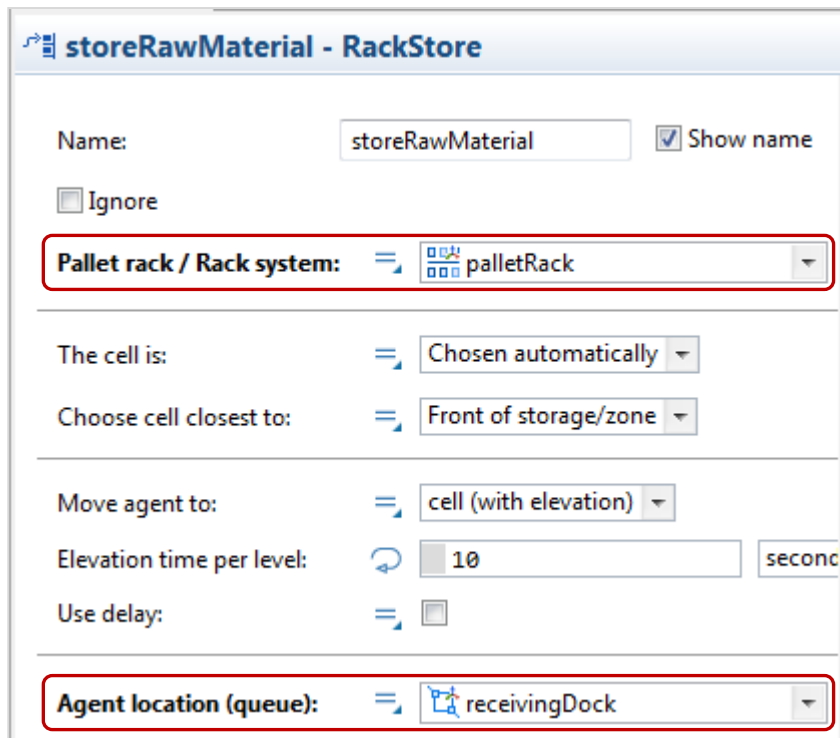 storeRawMaterial - RackStore
Name: storeRawMaterial Show name
Ignore
Pallet rack / Rack system: palletRack
The cell is: Chosen automatically
Choose cell closest to: Front of storage/zone
Move agent to: cell (with elevation)
Elevation time per level: 10 second
Use delay:
Agent location (queue): receivingDock